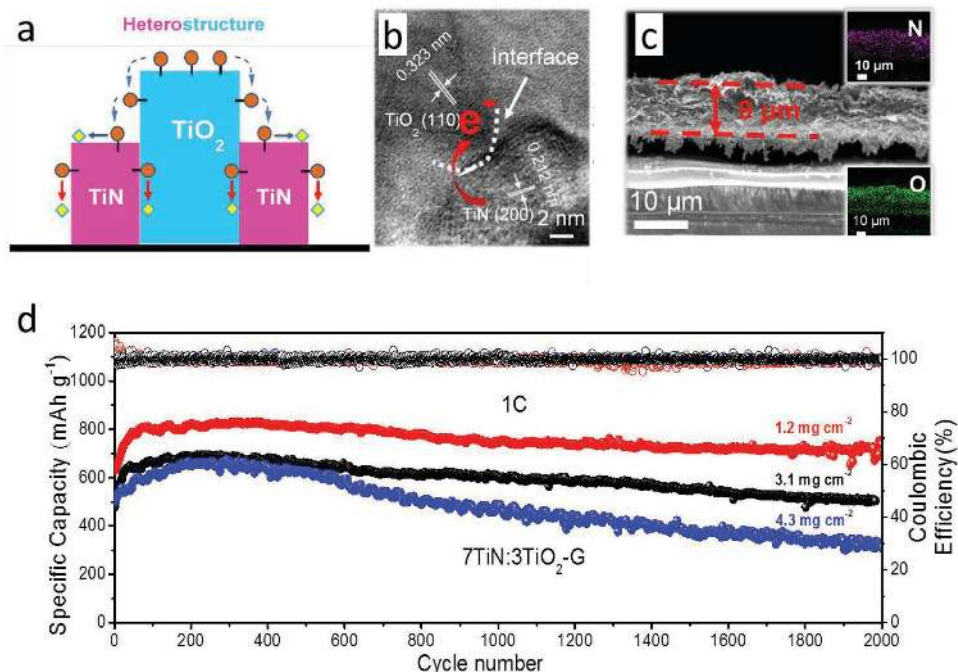 a
Heterostructure
TiO2
TiN
TiN
b
interface
0.323 nm
TiO2 (110)
e-
0.212 nm
TiN (200)
2 nm
c
N
10 µm
8 µm
O
10 µm
10 µm
d
1200
1000
800
600
400
200
0
Specific Capacity (mAh g-1)
1C
1.2 mg cm-2
3.1 mg cm-2
4.3 mg cm-2
7TiN:3TiO2-G
100
80
60
40
20
0
Coulombic
Efficiency(%)
0 200 400 600 800 1000 1200 1400 1600 1800 2000
Cycle number